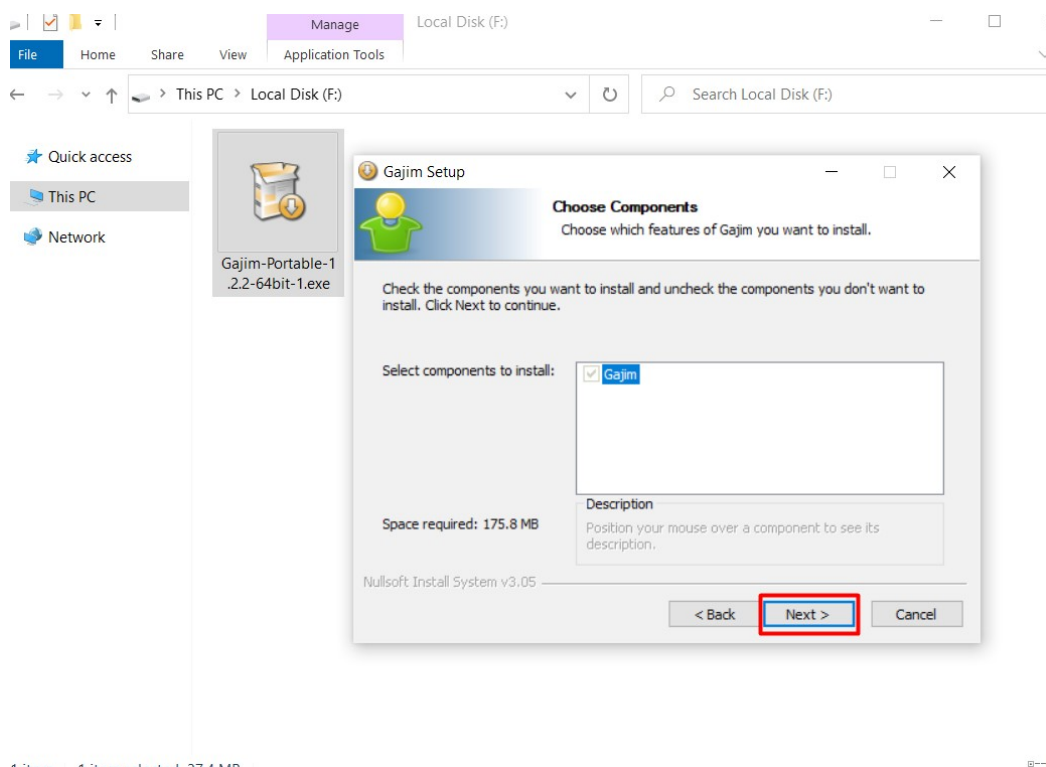 Manage
Local Disk (F:)
File
Home
Share
View
Application Tools
This PC > Local Disk (F:)
Search Local Disk (F:)
Quick access
This PC
Network
Gajim-Portable-1
.2.2-64bit-1.exe
Gajim Setup
Choose Components
Choose which features of Gajim you want to install.
Check the components you want to install and uncheck the components you don't want to
install. Click Next to continue.
Select components to install:
Gajim
Space required: 175.8 MB
Description
Position your mouse over a component to see its
description.
Nullsoft Install System v3.05
< Back
Next >
Cancel